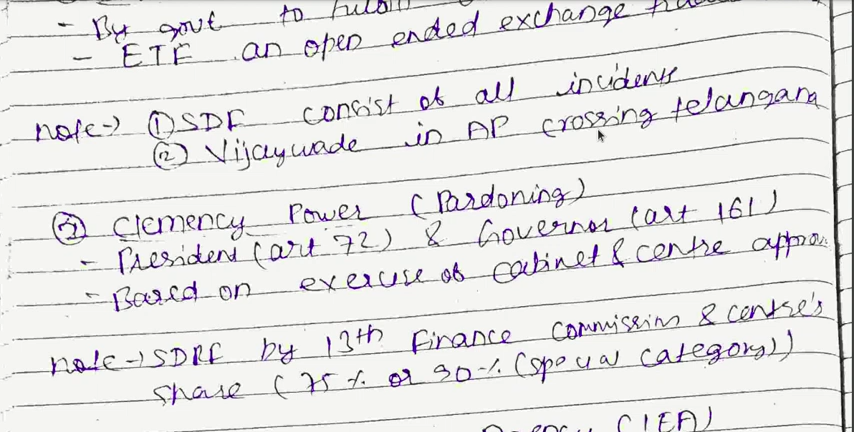 - By govt to
- ETF an open ended exchange
note→ ① SDF consist of all incidents
② Vijaywade in AP crossing telangana
③ Clemency Power (Pardoning)
- President (art 72) & Governor (art 161)
- Based on exercise of cabinet & centre
note→ SDRF by 13th Finance Commission & centre's
share (75% or 90% (special category))
(IEA)